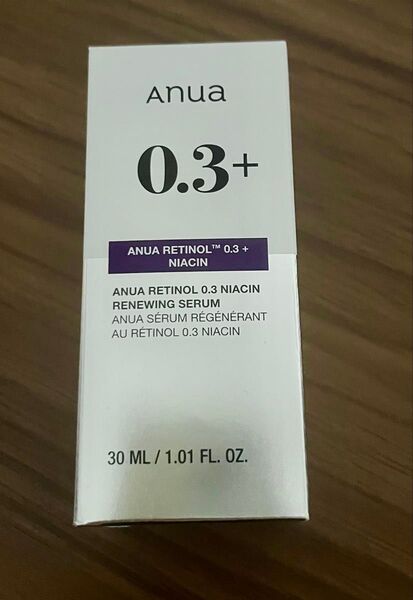 Anua
0.3+
ANUA RETINOL™ 0.3 +
NIACIN
ANUA RETINOL 0.3 NIACIN
RENEWING SERUM
ANUA SÉRUM RÉGÉNÉRANT
AU RÉTINOL 0.3 NIACIN
30 ML / 1.01 FL. OZ.